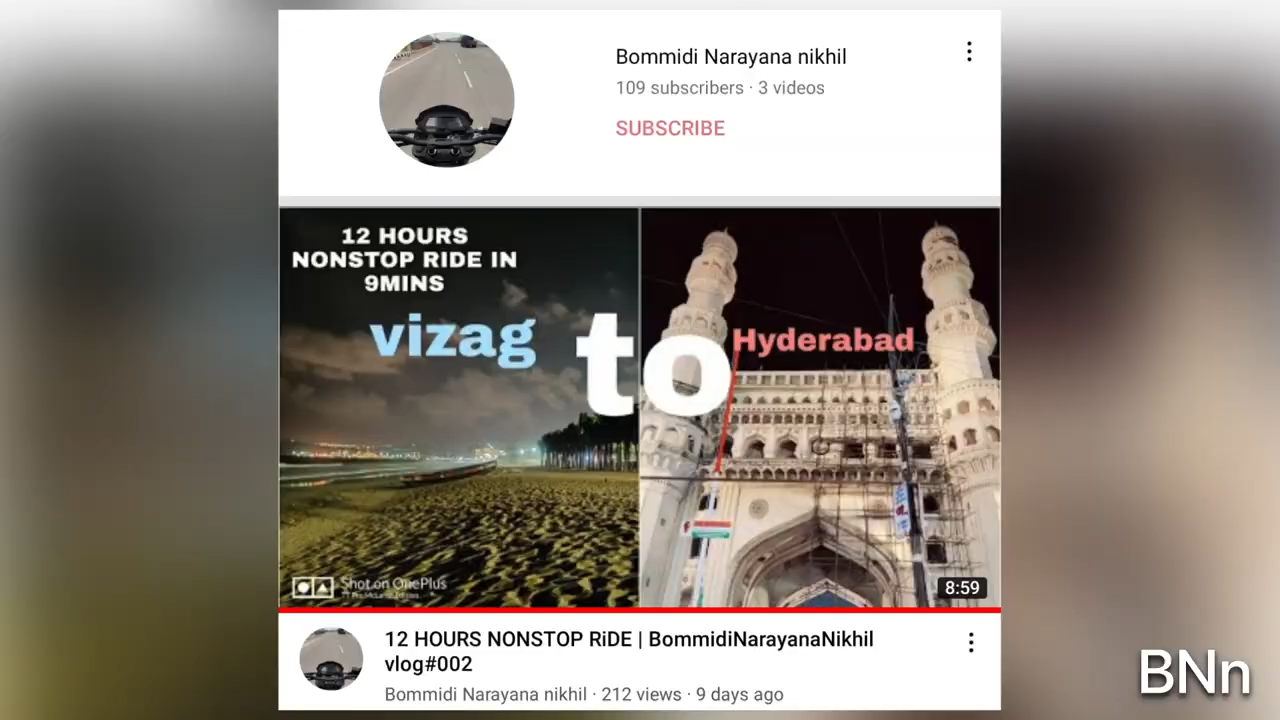 Bommidi Narayana nikhil
109 subscribers · 3 videos
SUBSCRIBE
12 HOURS
NONSTOP RIDE IN
9MINS
vizag
to
Hyderabad
Shot on OnePlus
8:59
12 HOURS NONSTOP RiDE | BommidiNarayanaNikhil
vlog#002
Bommidi Narayana nikhil · 212 views · 9 days ago
BNn